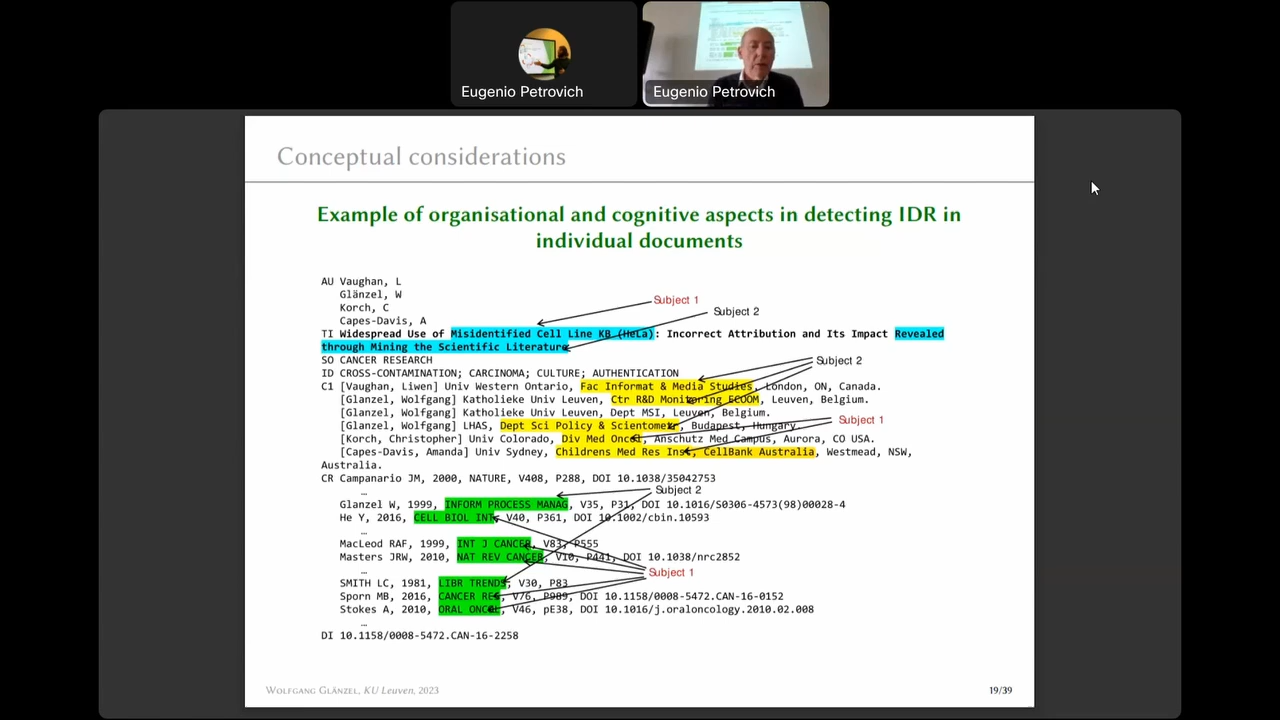 Eugenio Petrovich
Eugenio Petrovich
Conceptual considerations
Example of organisational and cognitive aspects in detecting IDR in
individual documents
AU Vaughan, L
Glänzel, W
Korch, C
Capes-Davis, A
Subject 1
Subject 2
TI Widespread Use of Misidentified Cell Line KB (HeLa): Incorrect Attribution and Its Impact Revealed
through Mining the Scientific Literature
SO CANCER RESEARCH
ID CROSS-CONTAMINATION; CARCINOMA; CULTURE; AUTHENTICATION
Subject 2
C1 [Vaughan, Liwen] Univ Western Ontario, Fac Informat & Media Studies, London, ON, Canada.
[Glanzel, Wolfgang] Katholieke Univ Leuven, Ctr R&D Monitoring ECOOM, Leuven, Belgium.
[Glanzel, Wolfgang] Katholieke Univ Leuven, Dept MSI, Leuven, Belgium.
[Glanzel, Wolfgang] LHAS, Dept Sci Policy & Scientometr, Budapest, Hungary.
Subject 1
[Korch, Christopher] Univ Colorado, Div Med Oncol, Anschutz Med Campus, Aurora, CO USA.
[Capes-Davis, Amanda] Univ Sydney, Childrens Med Res Inst, CellBank Australia, Westmead, NSW,
Australia.
CR Campanario JM, 2000, NATURE, V408, P288, DOI 10.1038/35042753
…
Subject 2
Glanzel W, 1999, INFORM PROCESS MANAG, V35, P31, DOI 10.1016/S0306-4573(98)00028-4
He Y, 2016, CELL BIOL INT, V40, P361, DOI 10.1002/cbin.10593
…
MacLeod RAF, 1999, INT J CANCER, V83, P555
Masters JRW, 2010, NAT REV CANCER, V10, P441, DOI 10.1038/nrc2852
…
Subject 1
SMITH LC, 1981, LIBR TRENDS, V30, P83
Sporn MB, 2016, CANCER RES, V76, P989, DOI 10.1158/0008-5472.CAN-16-0152
Stokes A, 2010, ORAL ONCOL, V46, pE38, DOI 10.1016/j.oraloncology.2010.02.008
…
DI 10.1158/0008-5472.CAN-16-2258
WOLFGANG GLÄNZEL, KU Leuven, 2023
19/39